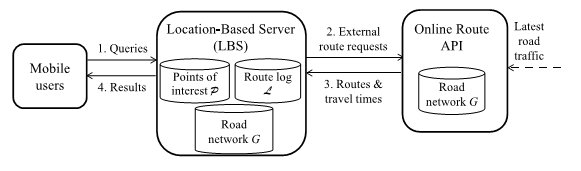 Mobile
users
1. Queries
4. Results
Location-Based Server
(LBS)
Points of
interest 𝒫
Route log
ℒ
Road
network G
2. External
route requests
3. Routes &
travel times
Online Route
API
Road
network G
Latest
road
traffic